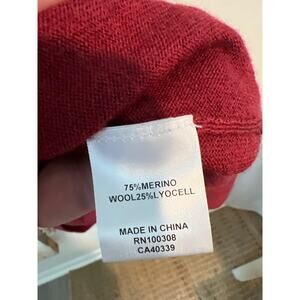 75%MERINO
WOOL25%LYOCELL
MADE IN CHINA
RN100308
CA40339